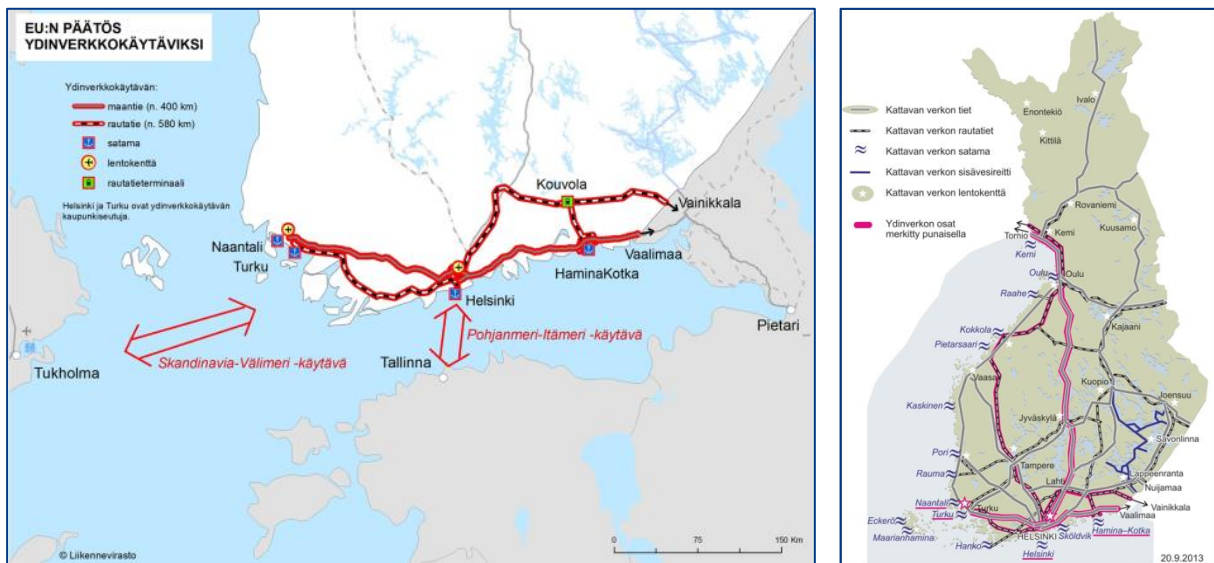 EU:N PÄÄTÖS
YDINVERKKOKÄYTÄVIKSI
Ydinverkkokäytävän:
maantie (n. 400 km)
rautatie (n. 580 km)
satama
lentokenttä
rautatieterminaali
Helsinki ja Turku ovat ydinverkkokäytävän
kaupunkiseutuja.
Kouvola
Vainikkala
Naantali
Turku
Vaalimaa
HaminaKotka
Helsinki
Pietari
Pohjanmeri-Itämeri -käytävä
Skandinavia-Välimeri -käytävä
Tallinna
Tukholma
© Liikennevirasto
0 75 150 Km
Kattavan verkon tiet
Kattavan verkon rautatiet
Kattavan verkon satama
Kattavan verkon sisävesireitti
Kattavan verkon lentokenttä
Ydinverkon osat
merkitty punaisella
Ivalo
Enontekiö
Kittilä
Rovaniemi
Kuusamo
Tornio
Kemi
Kemi
Oulu
Oulu
Raahe
Kajaani
Kokkola
Pietarsaari
Vaasa
Kuopio
Joensuu
Kaskinen
Jyväskylä
Savonlinna
Pori
Tampere
Rauma
Lahti
Lappeenranta
Nuijamaa
Naantali
Turku
Turku
Vainikkala
Vaalimaa
Eckerö
Maarianhamina
Hanko
HELSINKI
Sköldvik
Hamina–Kotka
Helsinki
20.9.2013